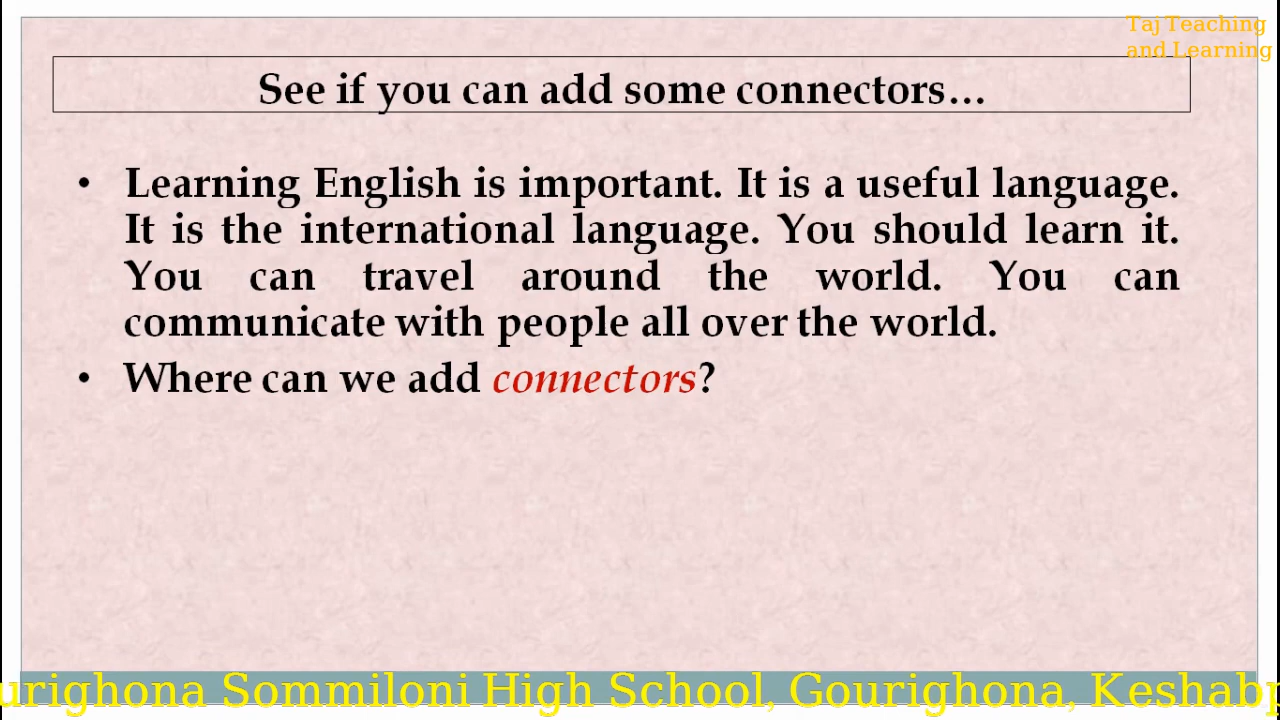 Taj Teaching
and Learning
See if you can add some connectors...
• Learning English is important. It is a useful language.
It is the international language. You should learn it.
You can travel around the world. You can
communicate with people all over the world.
• Where can we add connectors?
Sommiloni High School, Gourighona,